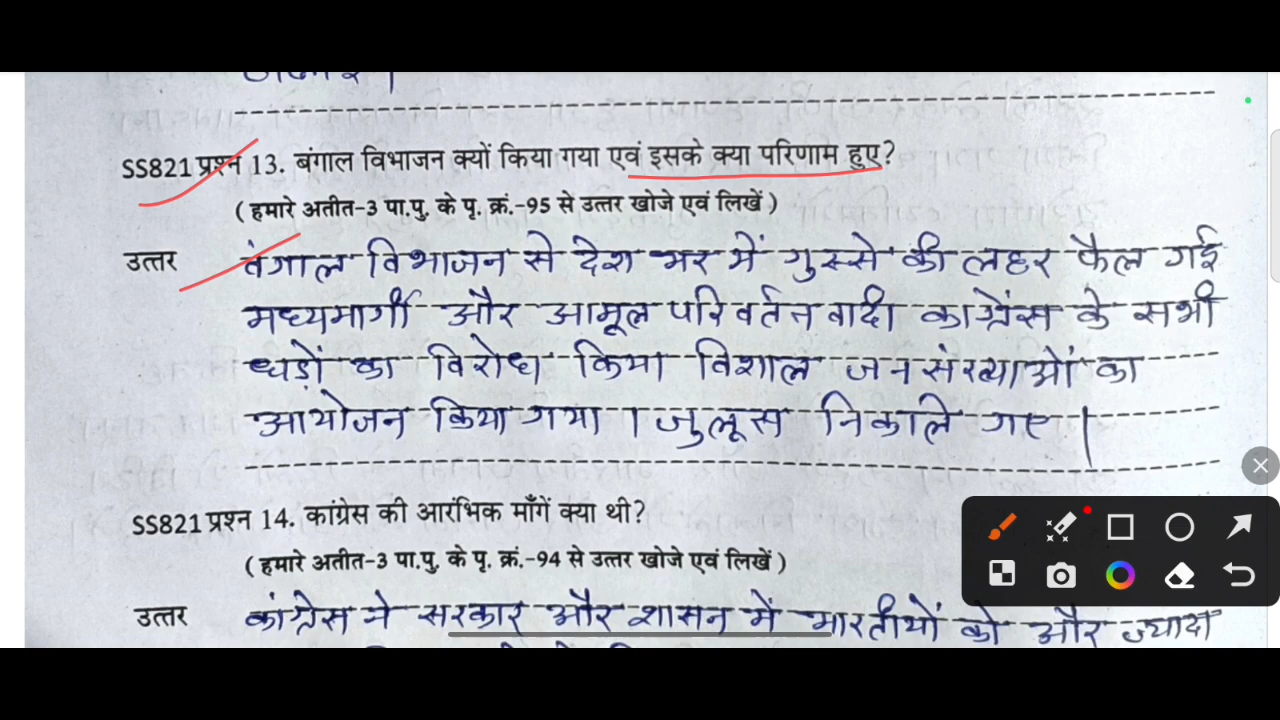 SS821 प्रश्न 13. बंगाल विभाजन क्यों किया गया एवं इसके क्या परिणाम हुए?
( हमारे अतीत-3 पा.पु. के पृ. क्रं.-95 से उत्तर खोजे एवं लिखें )
उत्तर बंगाल विभाजन से देश भर में गुस्से की लहर फैल गई
मध्यमार्गी और आमूल परिवर्तनवादी कांग्रेस के सभी
धड़ों का विरोध किया विशाल जन संख्याओं का
आयोजन किया गया । जुलूस निकाले गए ।
SS821 प्रश्न 14. कांग्रेस की आरंभिक माँगें क्या थी?
( हमारे अतीत-3 पा.पु. के पृ. क्रं.-94 से उत्तर खोजे एवं लिखें )
उत्तर कांग्रेस ने सरकार और शासन में भारतीयों को और ज्यादा